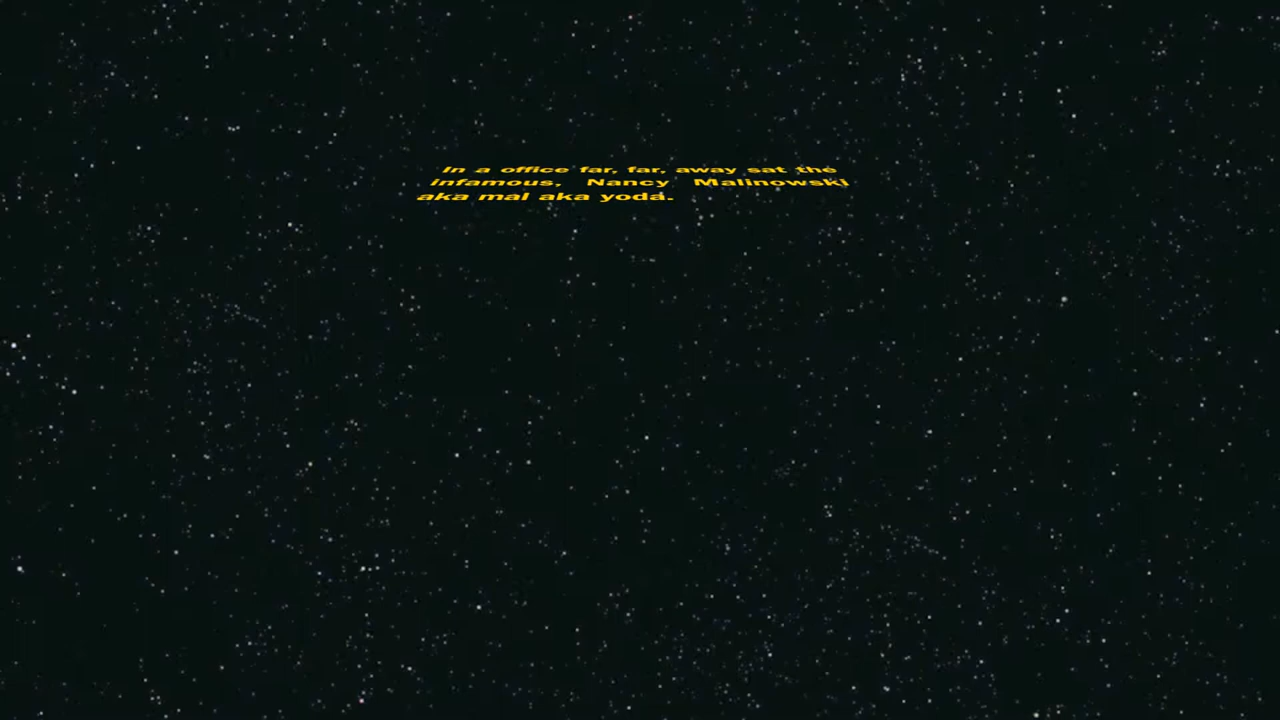 In a office far, far, away sat the
infamous, Nancy Malinowski
aka mal aka yoda.